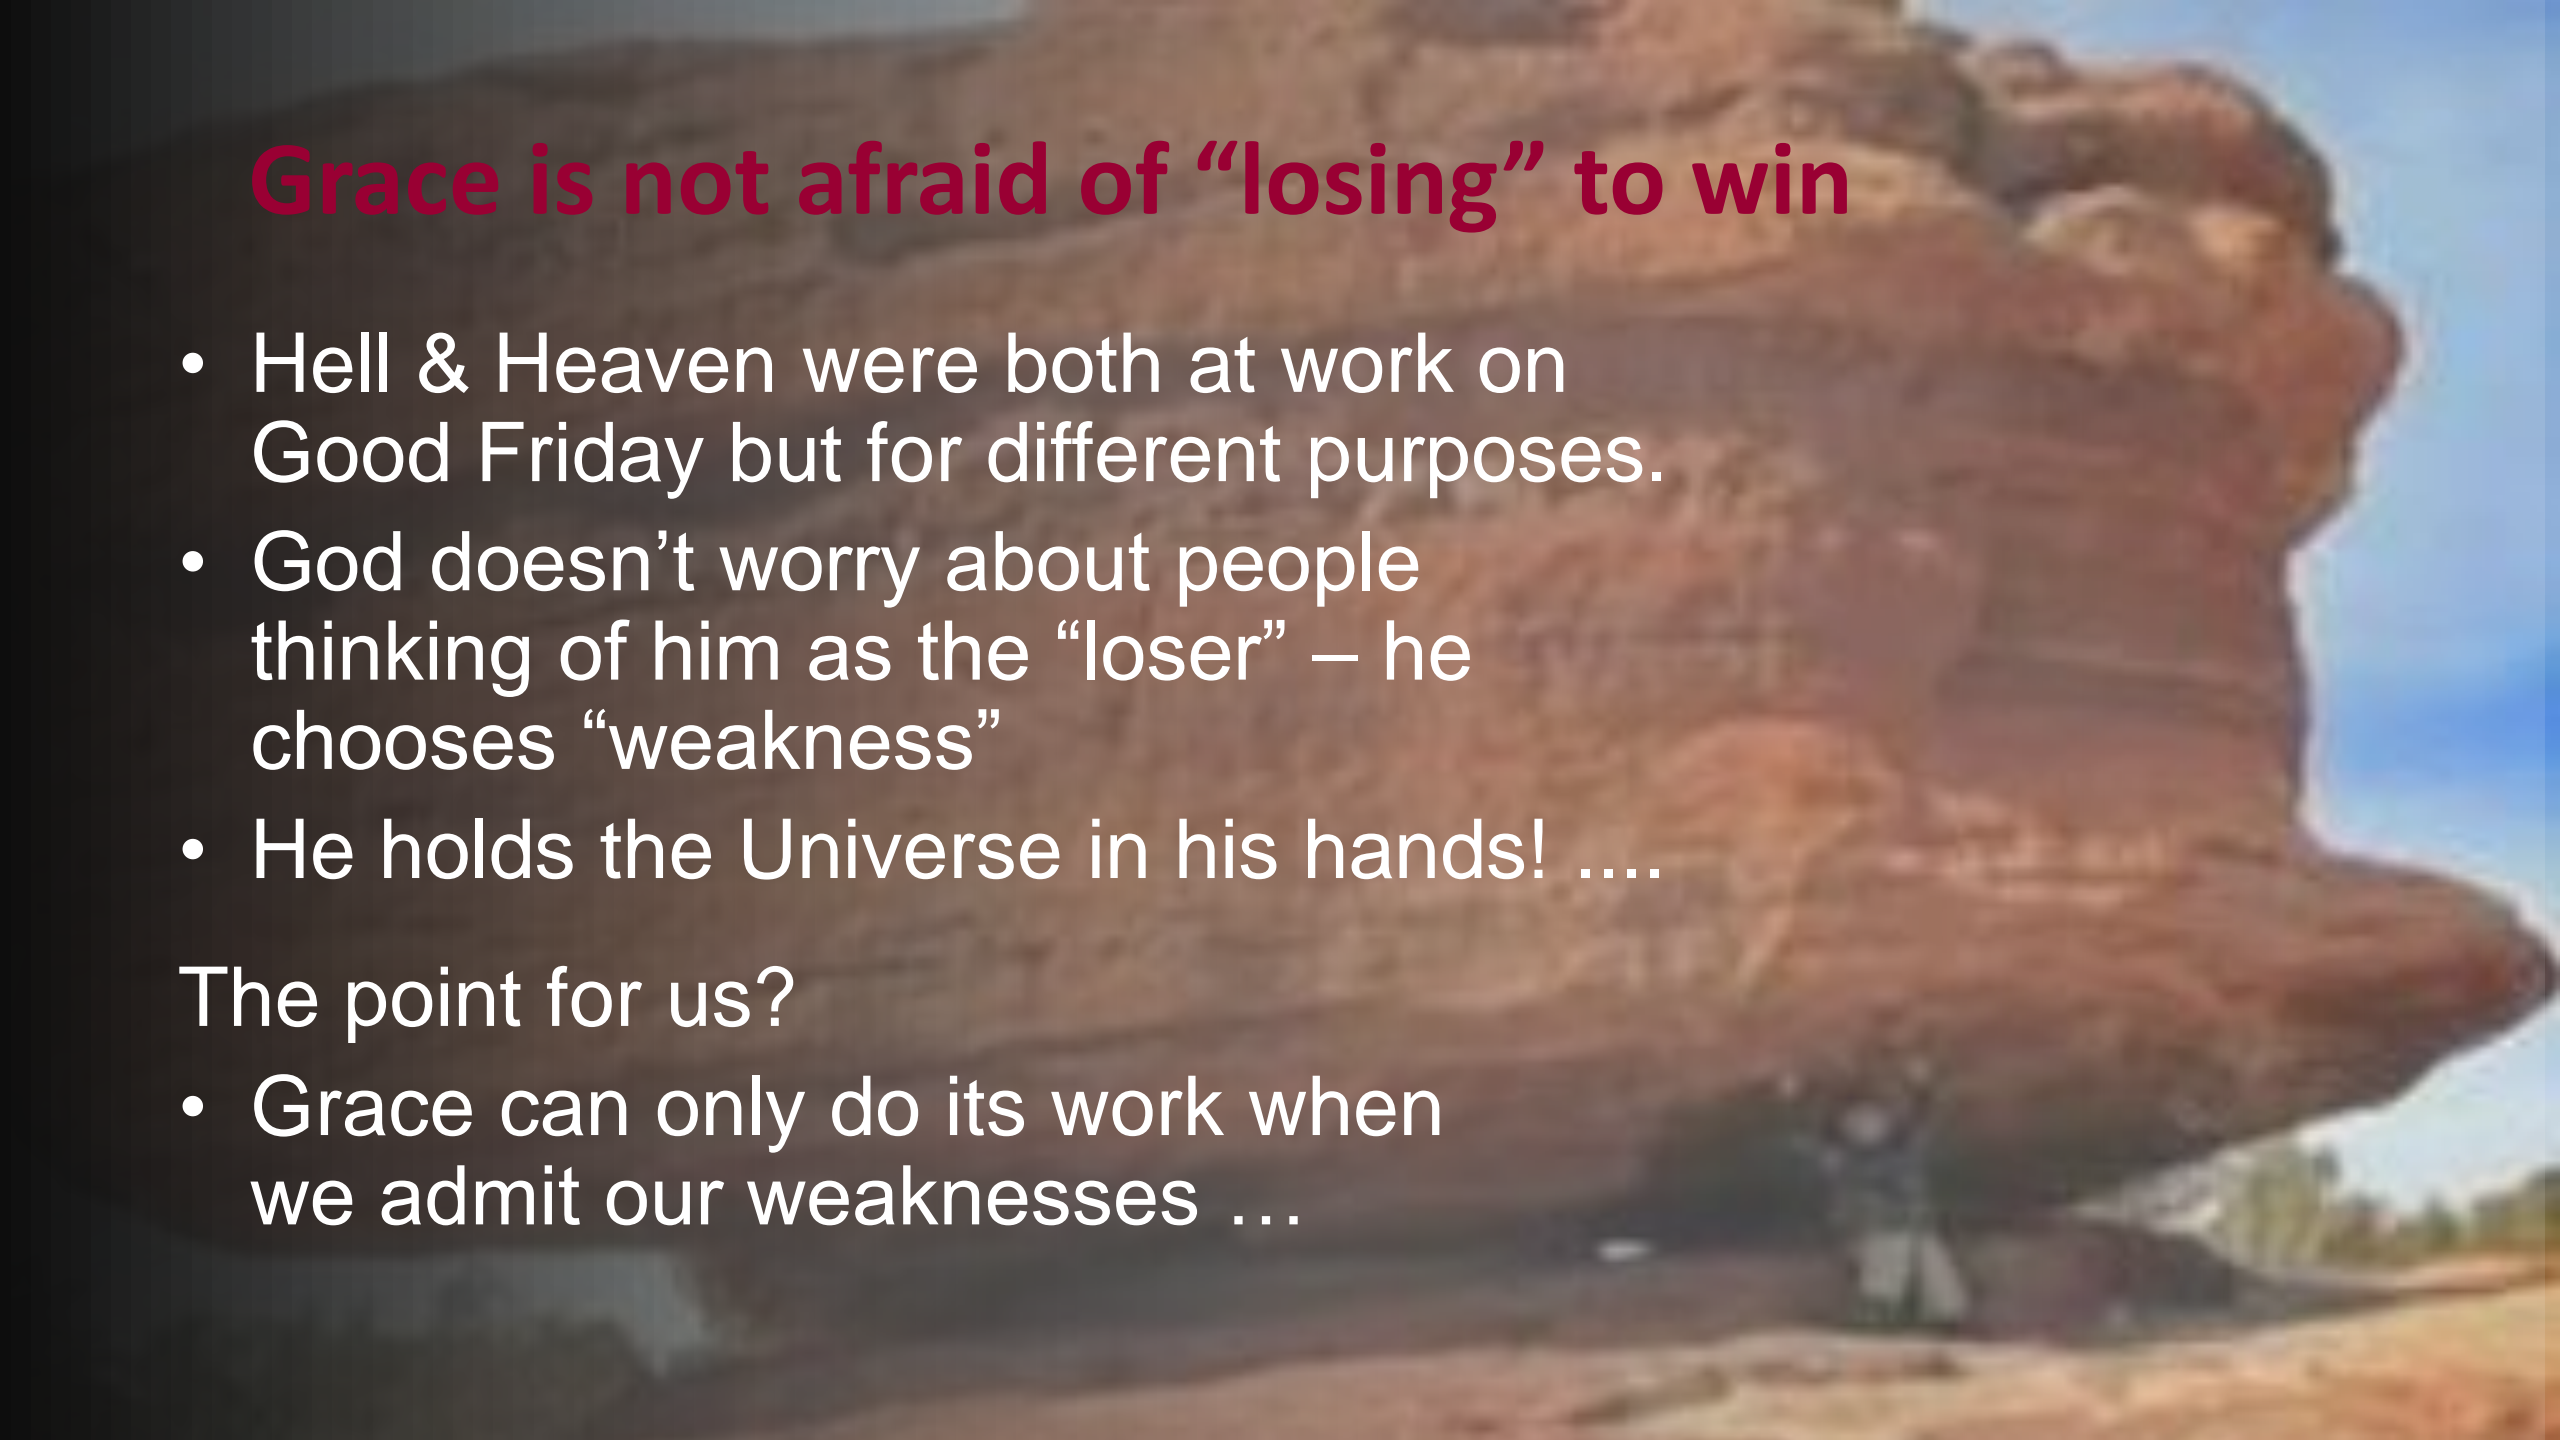 Grace is not afraid of “losing” to win
• Hell & Heaven were both at work on
Good Friday but for different purposes.
• God doesn’t worry about people
thinking of him as the “loser” – he
chooses “weakness”
• He holds the Universe in his hands! ....
The point for us?
• Grace can only do its work when
we admit our weaknesses …